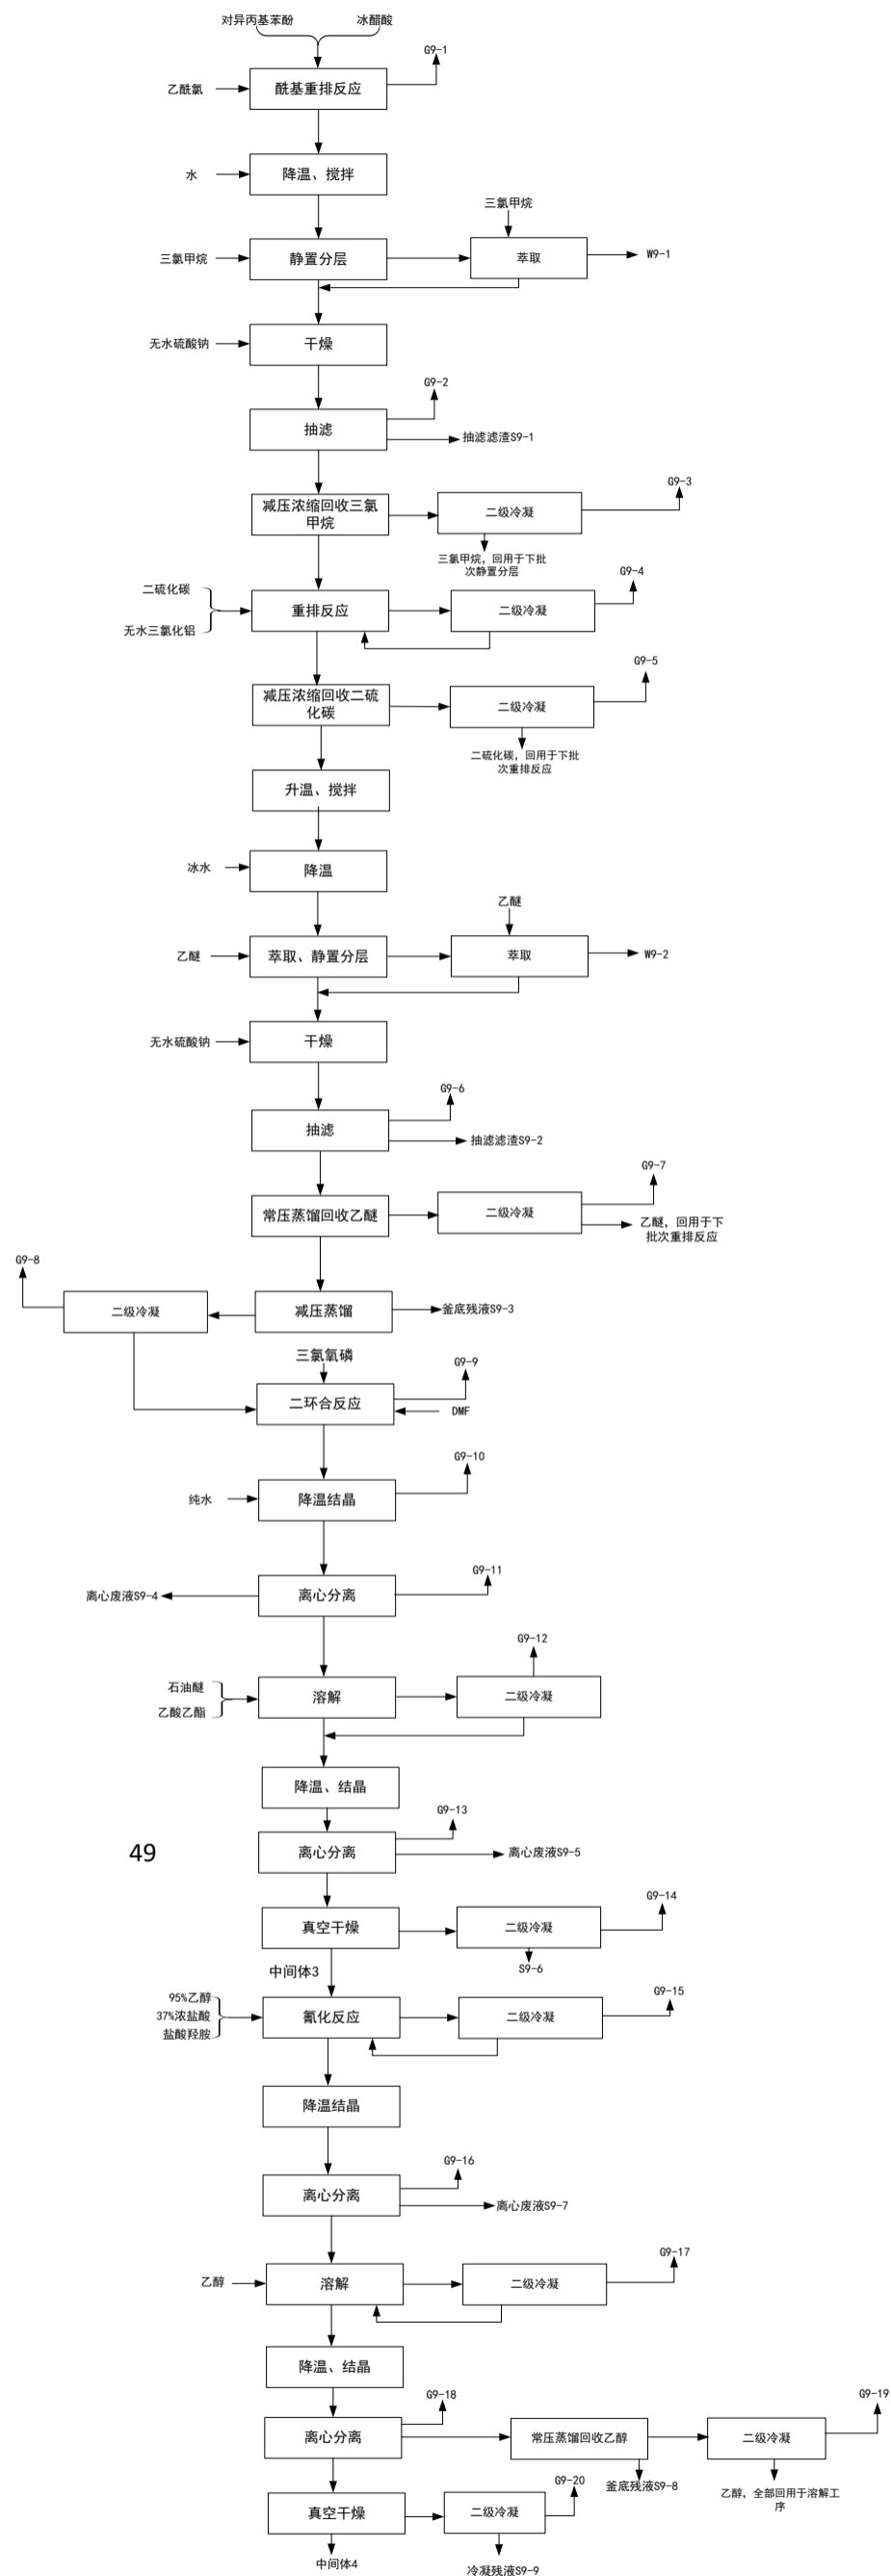 对异丙基苯酚
冰醋酸
G9-1
乙酰氯
酰基重排反应
水
降温、搅拌
三氯甲烷
三氯甲烷
静置分层
萃取
W9-1
无水硫酸钠
干燥
G9-2
抽滤
抽滤滤渣S9-1
减压浓缩回收三氯
甲烷
二级冷凝
G9-3
三氯甲烷，回用于下批
次静置分层
二硫化碳
无水三氯化铝
重排反应
二级冷凝
G9-4
减压浓缩回收二硫
化碳
二级冷凝
G9-5
二硫化碳，回用于下批
次重排反应
升温、搅拌
冰水
降温
乙醚
乙醚
萃取、静置分层
萃取
W9-2
无水硫酸钠
干燥
G9-6
抽滤
抽滤滤渣S9-2
G9-7
常压蒸馏回收乙醚
二级冷凝
乙醚，回用于下
批次重排反应
G9-8
二级冷凝
减压蒸馏
釜底残液S9-3
三氯氧磷
G9-9
二环合反应
DMF
G9-10
纯水
降温结晶
G9-11
离心废液S9-4
离心分离
G9-12
石油醚
乙酸乙酯
溶解
二级冷凝
降温、结晶
G9-13
49
离心分离
离心废液S9-5
G9-14
真空干燥
二级冷凝
S9-6
中间体3
G9-15
95%乙醇
37%浓盐酸
盐酸羟胺
氰化反应
二级冷凝
降温结晶
G9-16
离心分离
离心废液S9-7
G9-17
乙醇
溶解
二级冷凝
降温、结晶
G9-18
G9-19
离心分离
常压蒸馏回收乙醇
二级冷凝
釜底残液S9-8
乙醇，全部回用于溶解工
序
G9-20
真空干燥
二级冷凝
中间体4
冷凝残液S9-9